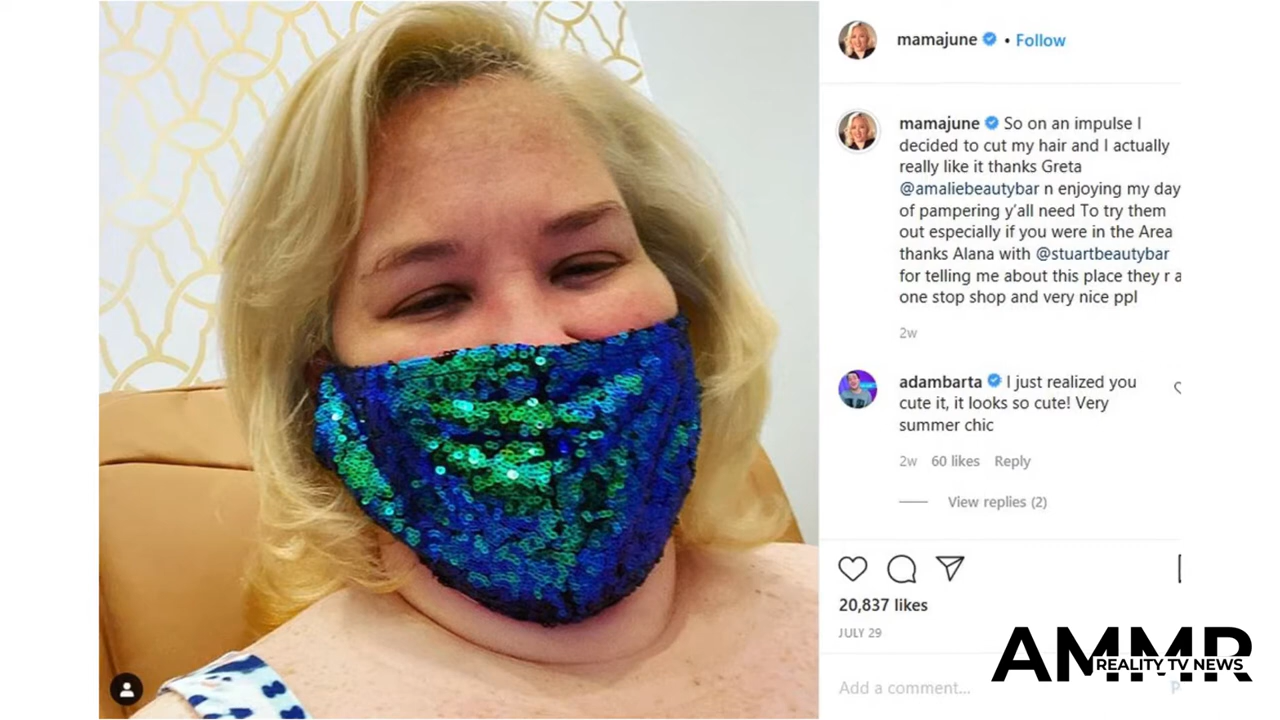 mamajune • Follow
mamajune So on an impulse I
decided to cut my hair and I actually
really like it thanks Greta
@amaliebeautybar n enjoying my day
of pampering y'all need To try them
out especially if you were in the Area
thanks Alana with @stuartbeautybar
for telling me about this place they r a
one stop shop and very nice ppl
2w
adambarta I just realized you
cute it, it looks so cute! Very
summer chic
2w 60 likes Reply
View replies (2)
20,837 likes
JULY 29
Add a comment...
P
AMMR
REALITY TV NEWS